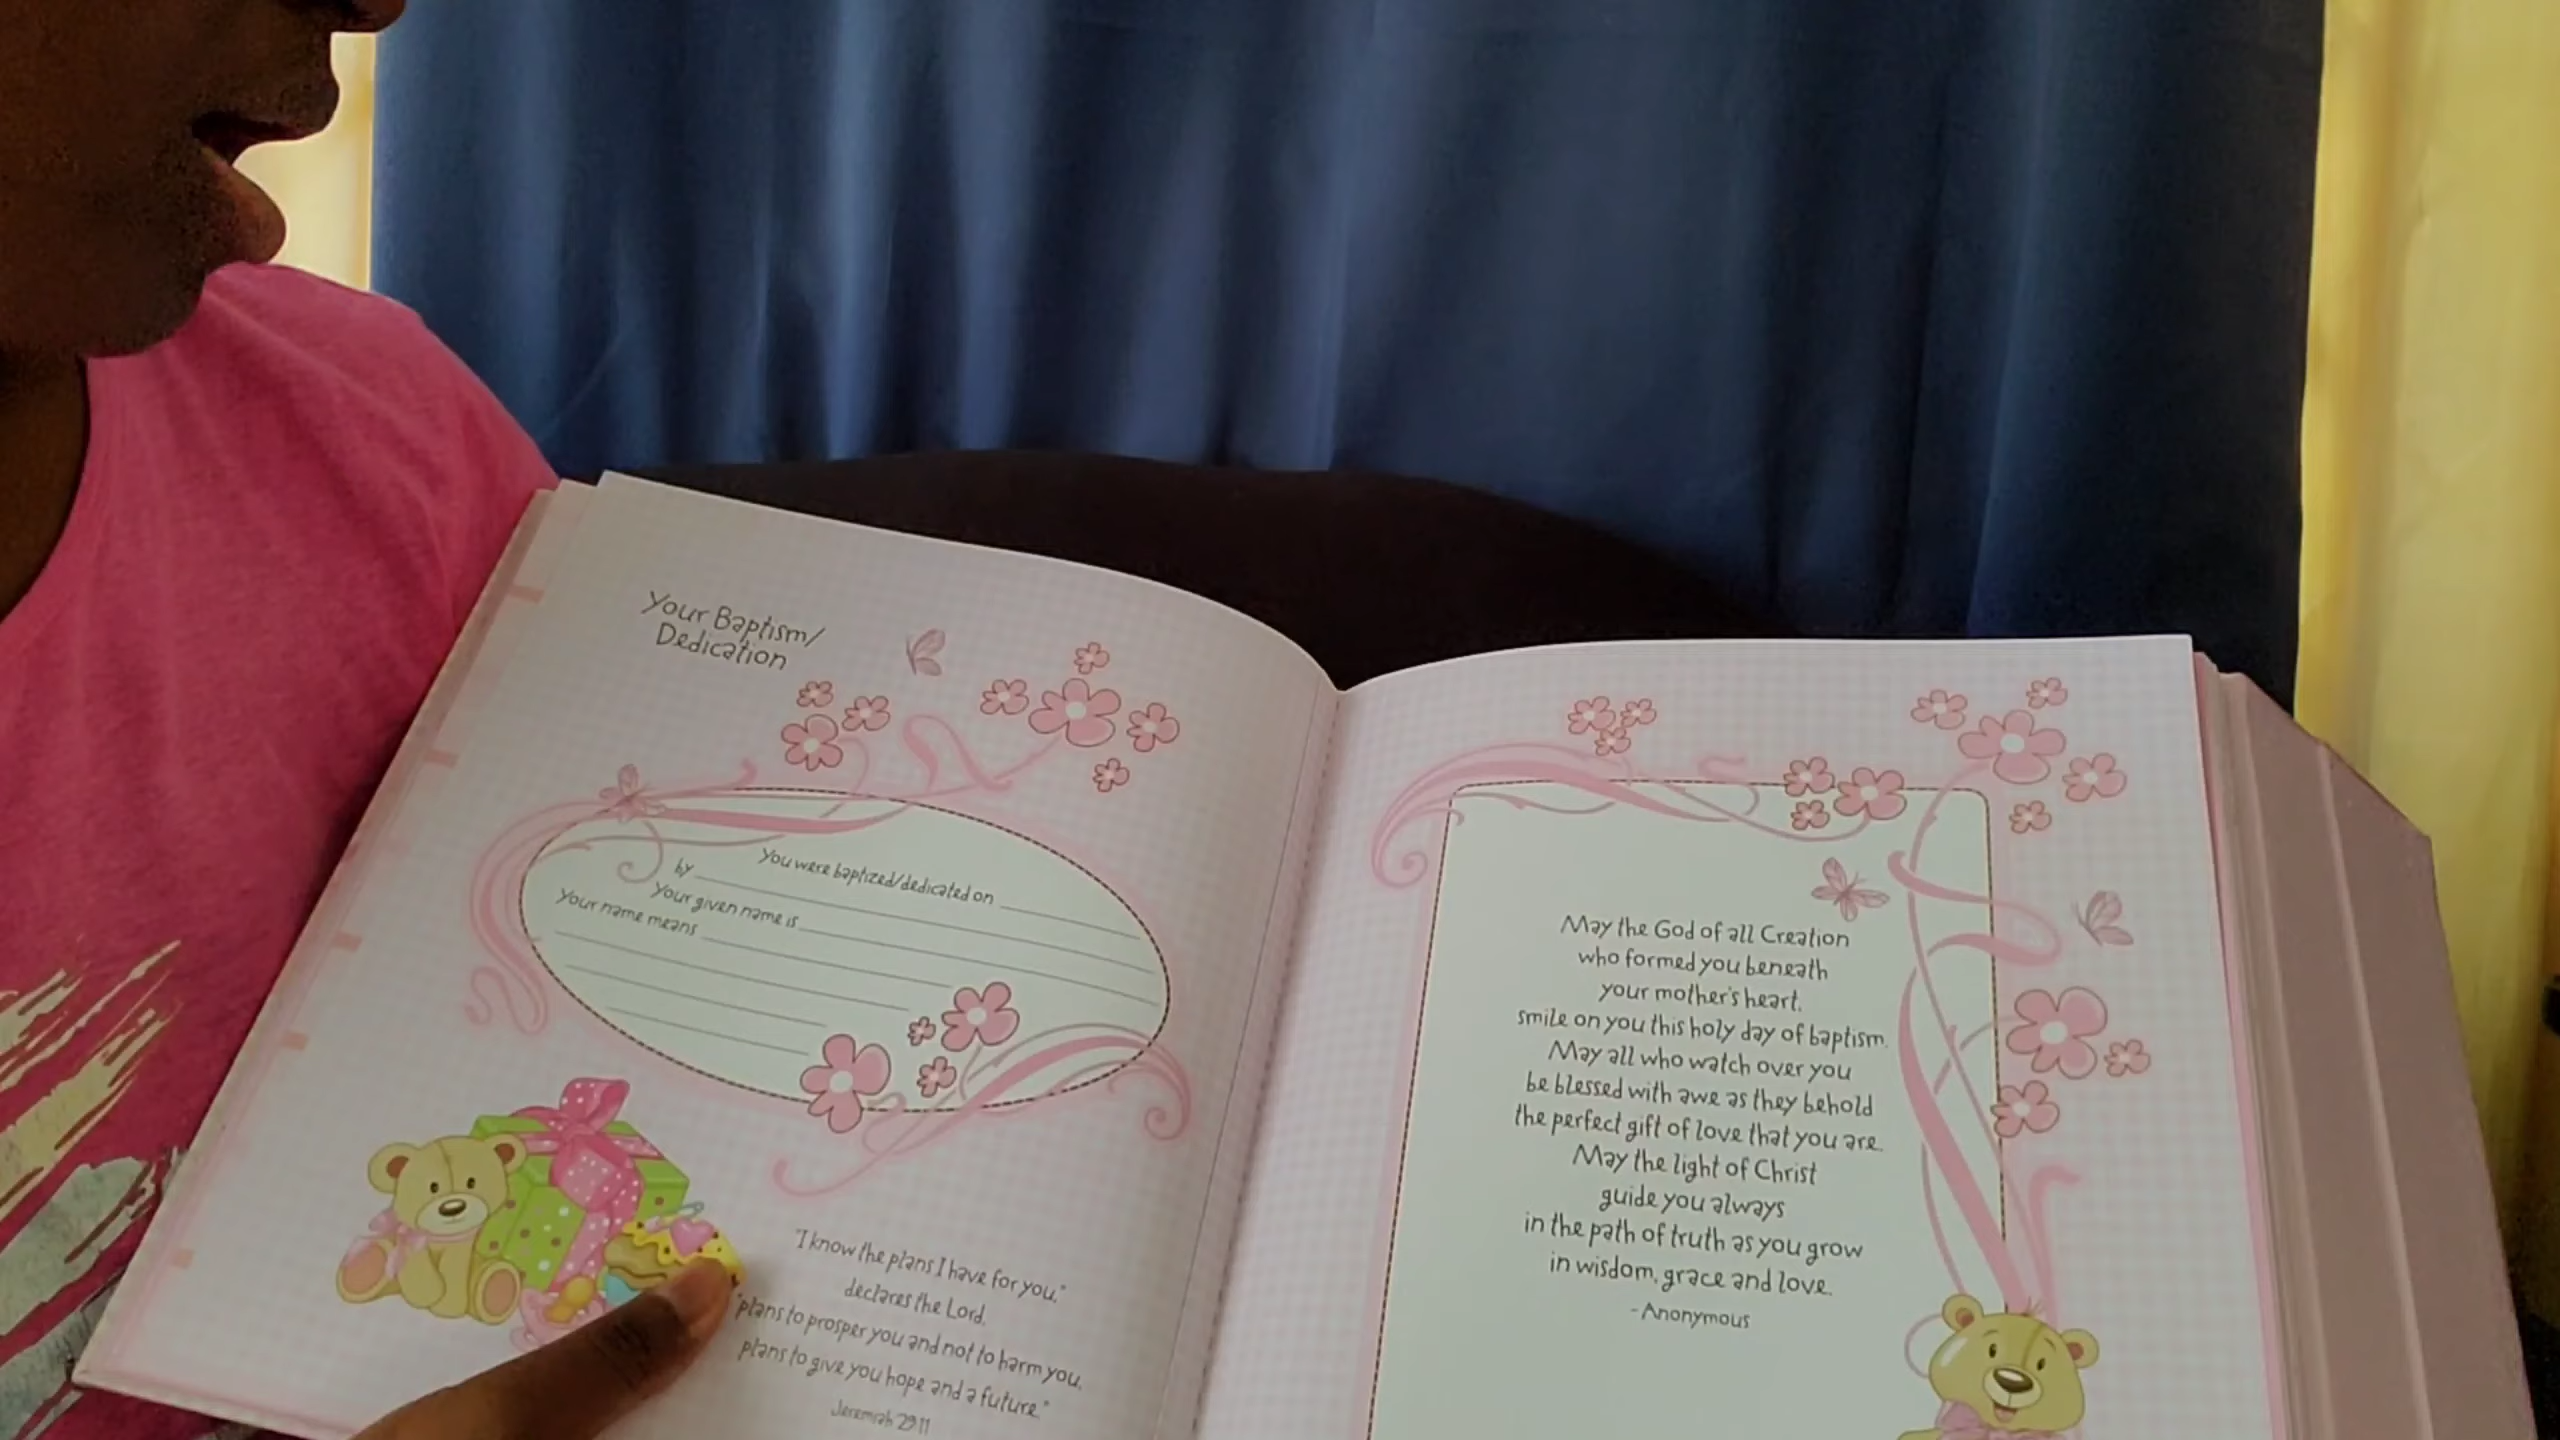 Your Baptism/
Dedication
You were baptized/dedicated on
by
Your given name is
Your name means
"I know the plans I have for you,"
declares the Lord,
"plans to prosper you and not to harm you,
plans to give you hope and a future."
Jeremiah 29:11
May the God of all Creation
who formed you beneath
your mother's heart,
smile on you this holy day of baptism.
May all who watch over you
be blessed with awe as they behold
the perfect gift of love that you are.
May the light of Christ
guide you always
in the path of truth as you grow
in wisdom, grace and love.
- Anonymous